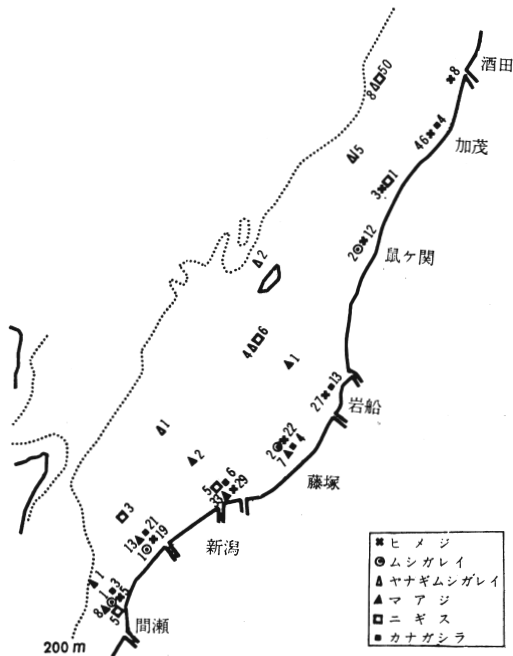 酒田
8
8 50
46 4
加茂
15
3 1
2 12
鼠ケ関
2
4 6
1
27 13
岩船
1
2 22
7 4
2
藤塚
5 6
33 29
3
13 21
1 19
新潟
1
1 3
8 5
5
間瀬
200 m
ヒメジ
ムシガレイ
ヤナギムシガレイ
マアジ
ニギス
カナガシラ